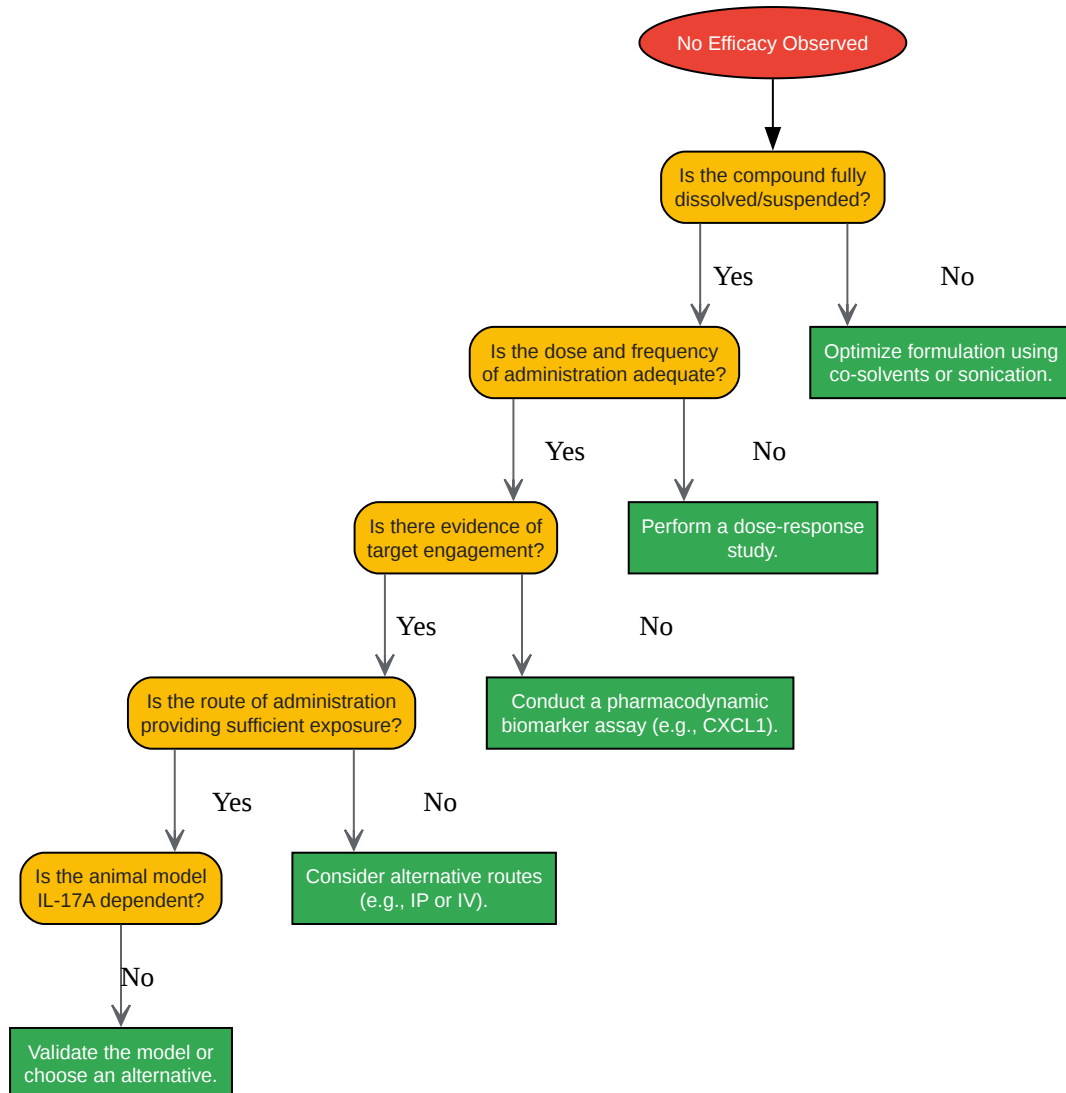 No Efficacy Observed
Is the compound fully
dissolved/suspended?
Yes
No
Is the dose and frequency
of administration adequate?
Optimize formulation using
co-solvents or sonication.
Yes
No
Is there evidence of
target engagement?
Perform a dose-response
study.
Yes
No
Is the route of administration
providing sufficient exposure?
Conduct a pharmacodynamic
biomarker assay (e.g., CXCL1).
Yes
No
Is the animal model
IL-17A dependent?
Consider alternative routes
(e.g., IP or IV).
No
Validate the model or
choose an alternative.